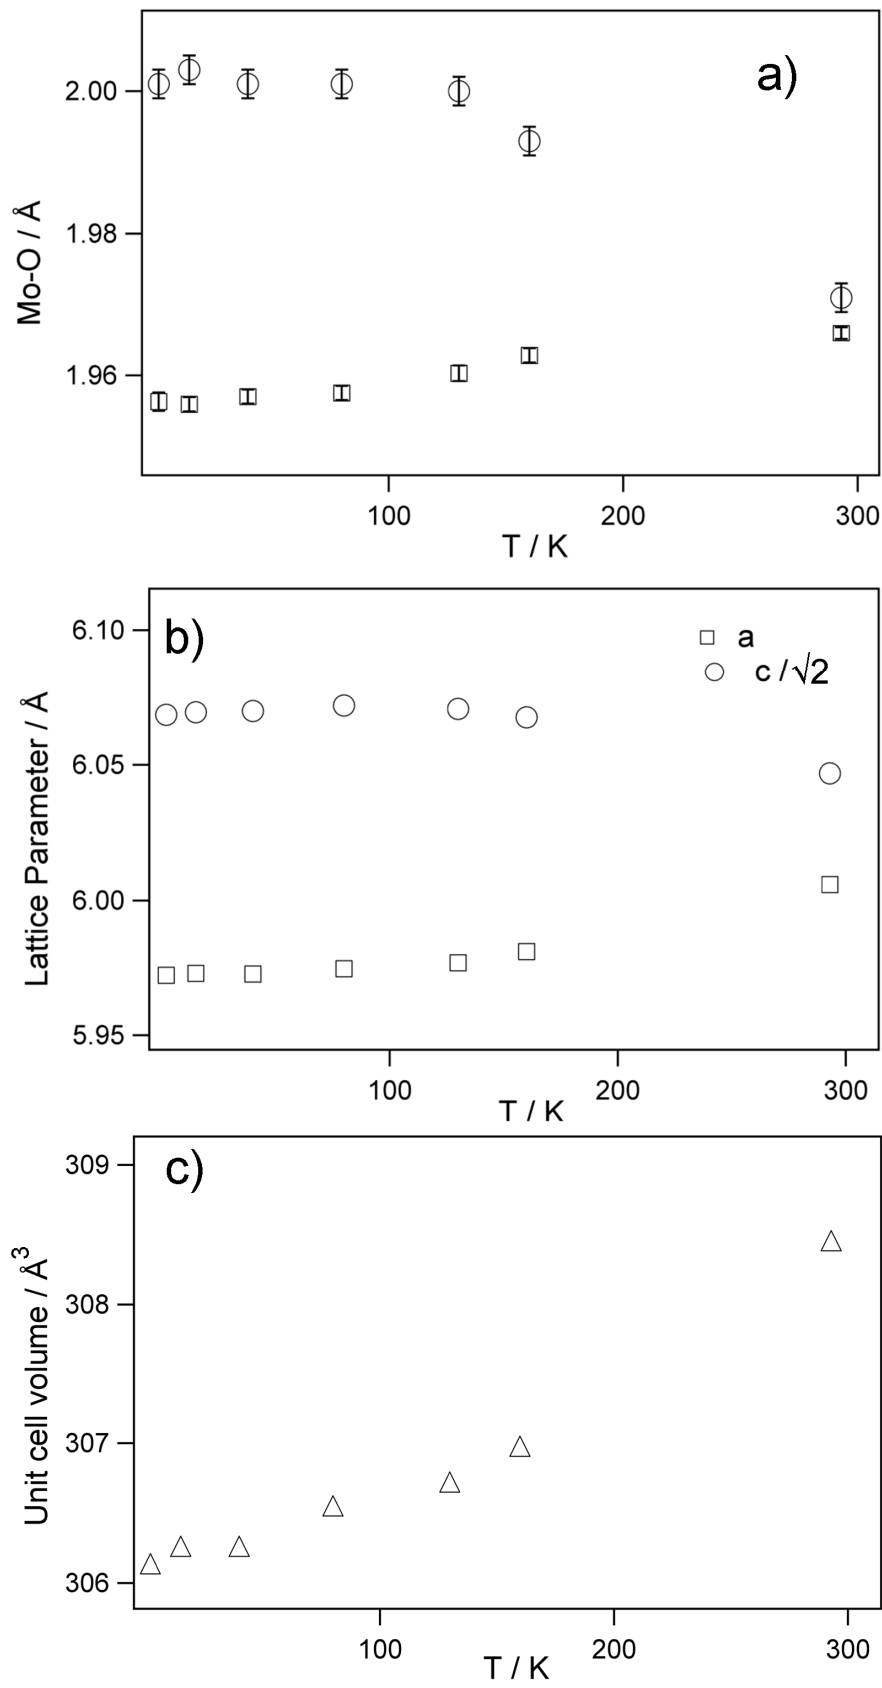 a)
2.00
1.98
1.96
Mo-O / Å
100
200
300
T / K
b)
a
c / √2
6.10
6.05
6.00
5.95
Lattice Parameter / Å
100
200
300
T / K
c)
309
308
307
306
Unit cell volume / Å³
100
200
300
T / K